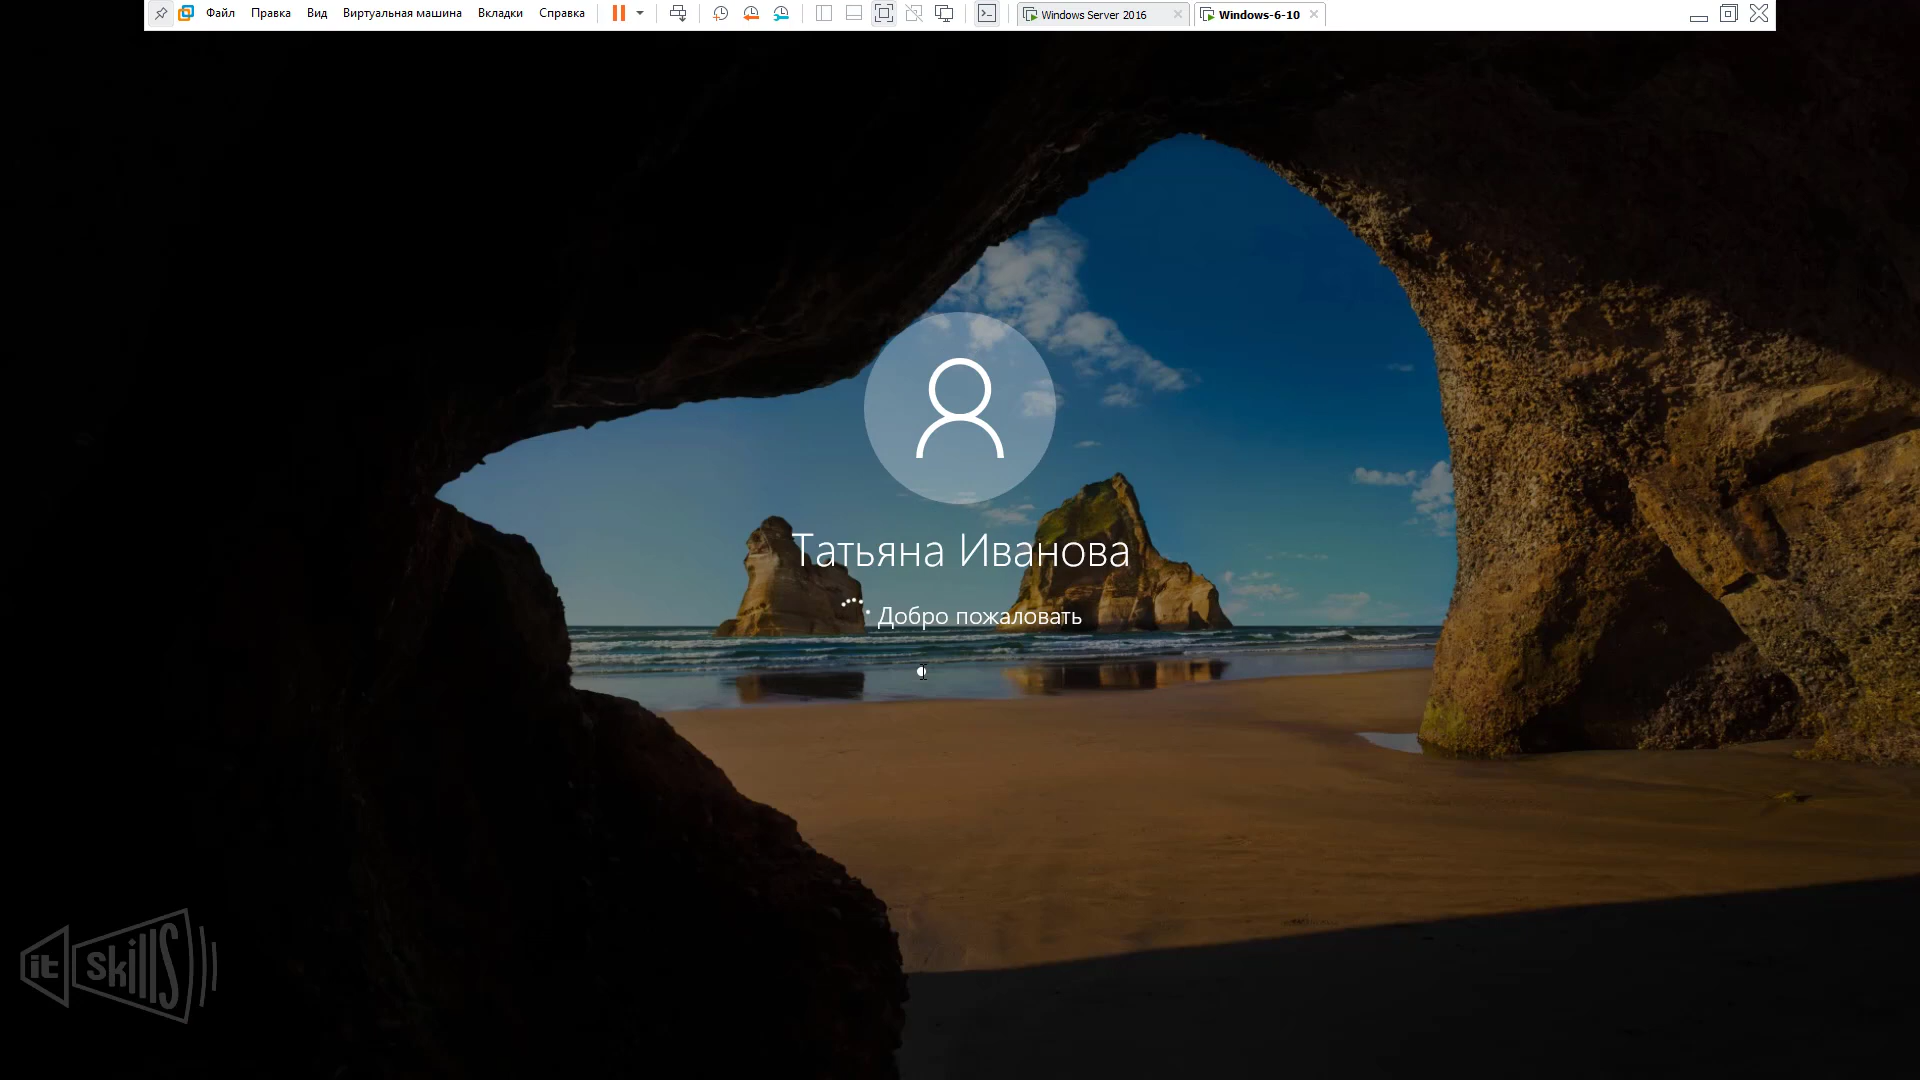 Файл Правка Вид Виртуальная машина Вкладки Справка Windows Server 2016 Windows-6-10
Татьяна Иванова
Добро пожаловать
it skills